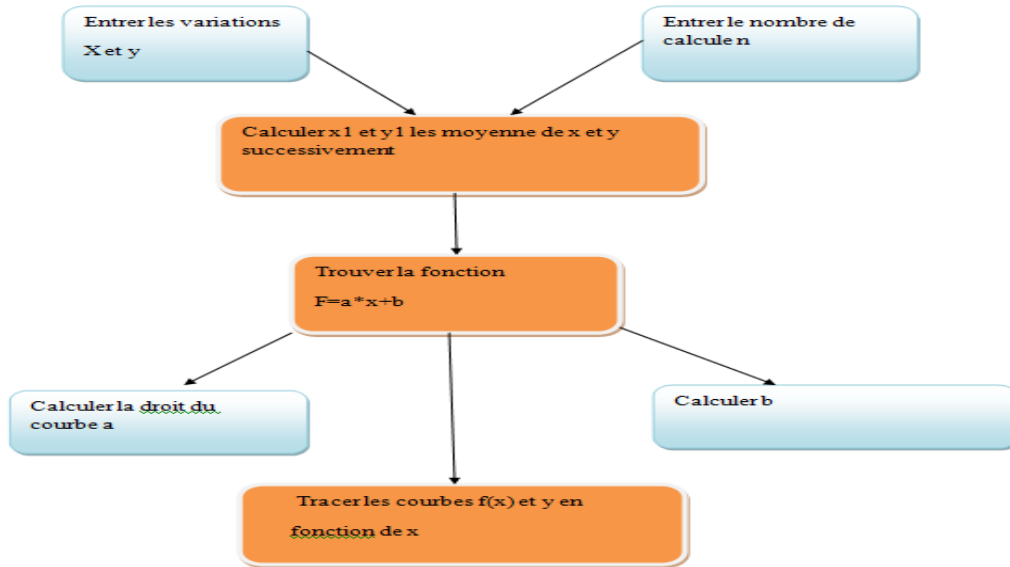 Entrer les variations
X et y
Entrer le nombre de
calcule n
Calculer x1 et y1 les moyenne de x et y
successivement
Trouver la fonction
F=a*x+b
Calculer la droit du
courbe a
Calculer b
Tracer les courbes f(x) et y en
fonction de x